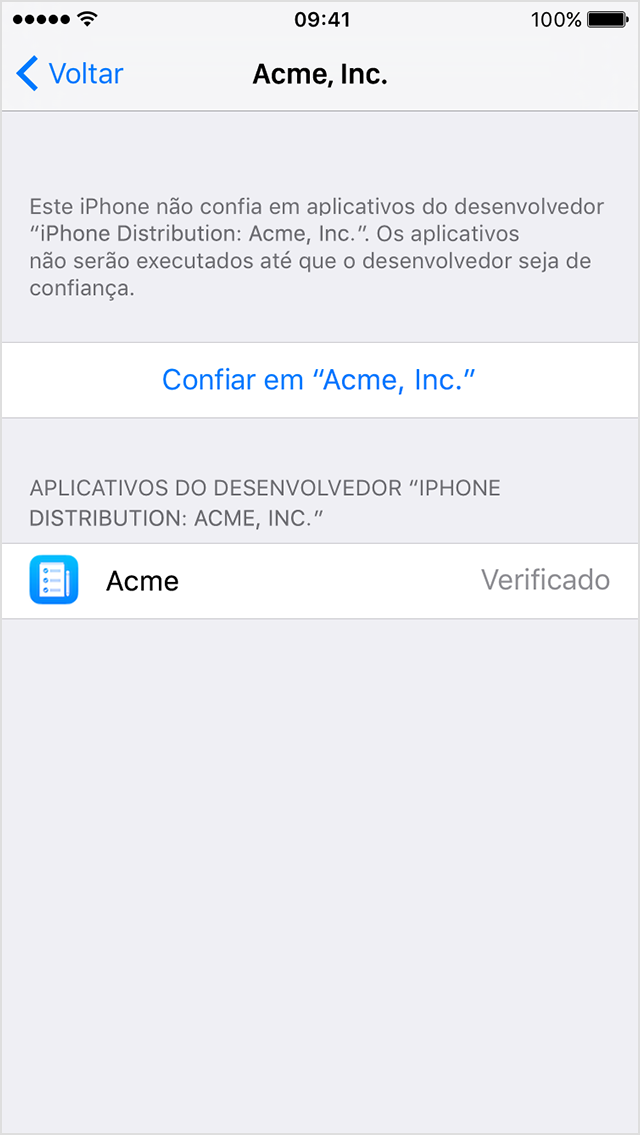 09:41
100%
Voltar
Acme, Inc.
Este iPhone não confia em aplicativos do desenvolvedor
“iPhone Distribution: Acme, Inc.”. Os aplicativos
não serão executados até que o desenvolvedor seja de
confiança.
Confiar em “Acme, Inc.”
APLICATIVOS DO DESENVOLVEDOR “IPHONE
DISTRIBUTION: ACME, INC.”
Acme
Verificado